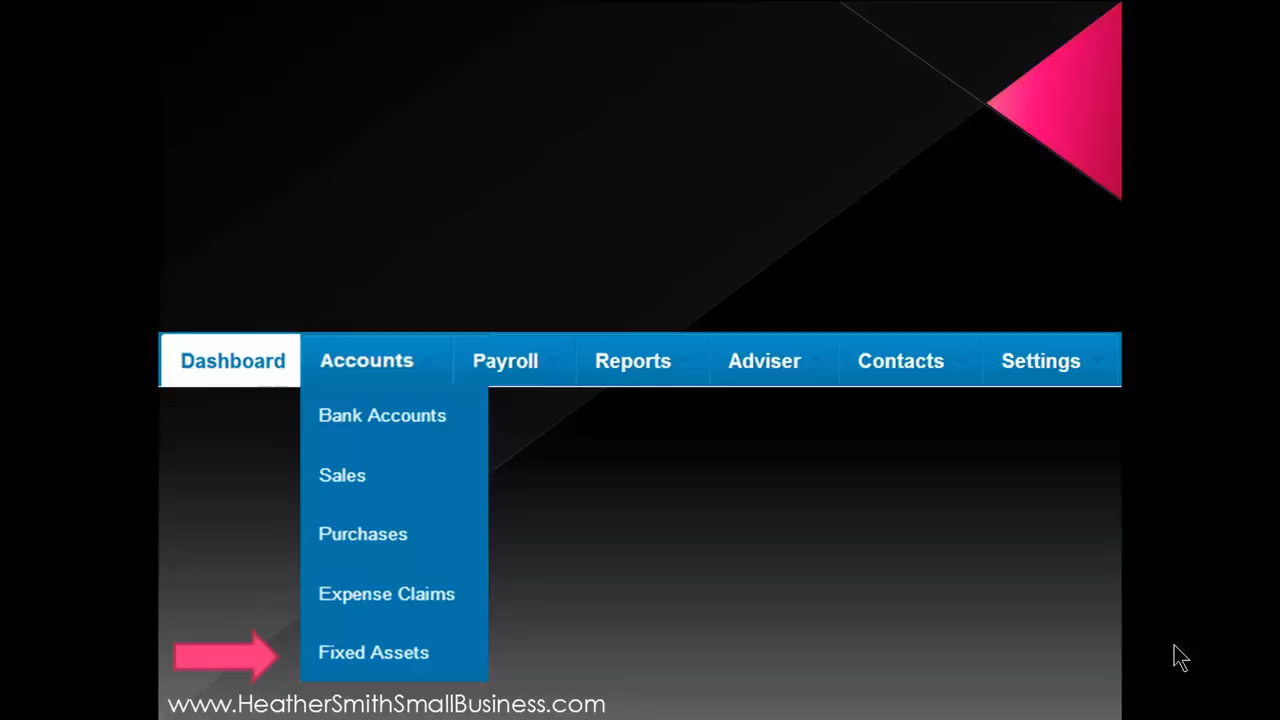 Dashboard Accounts Payroll Reports Adviser Contacts Settings
Bank Accounts
Sales
Purchases
Expense Claims
Fixed Assets
www.HeatherSmithSmallBusiness.com